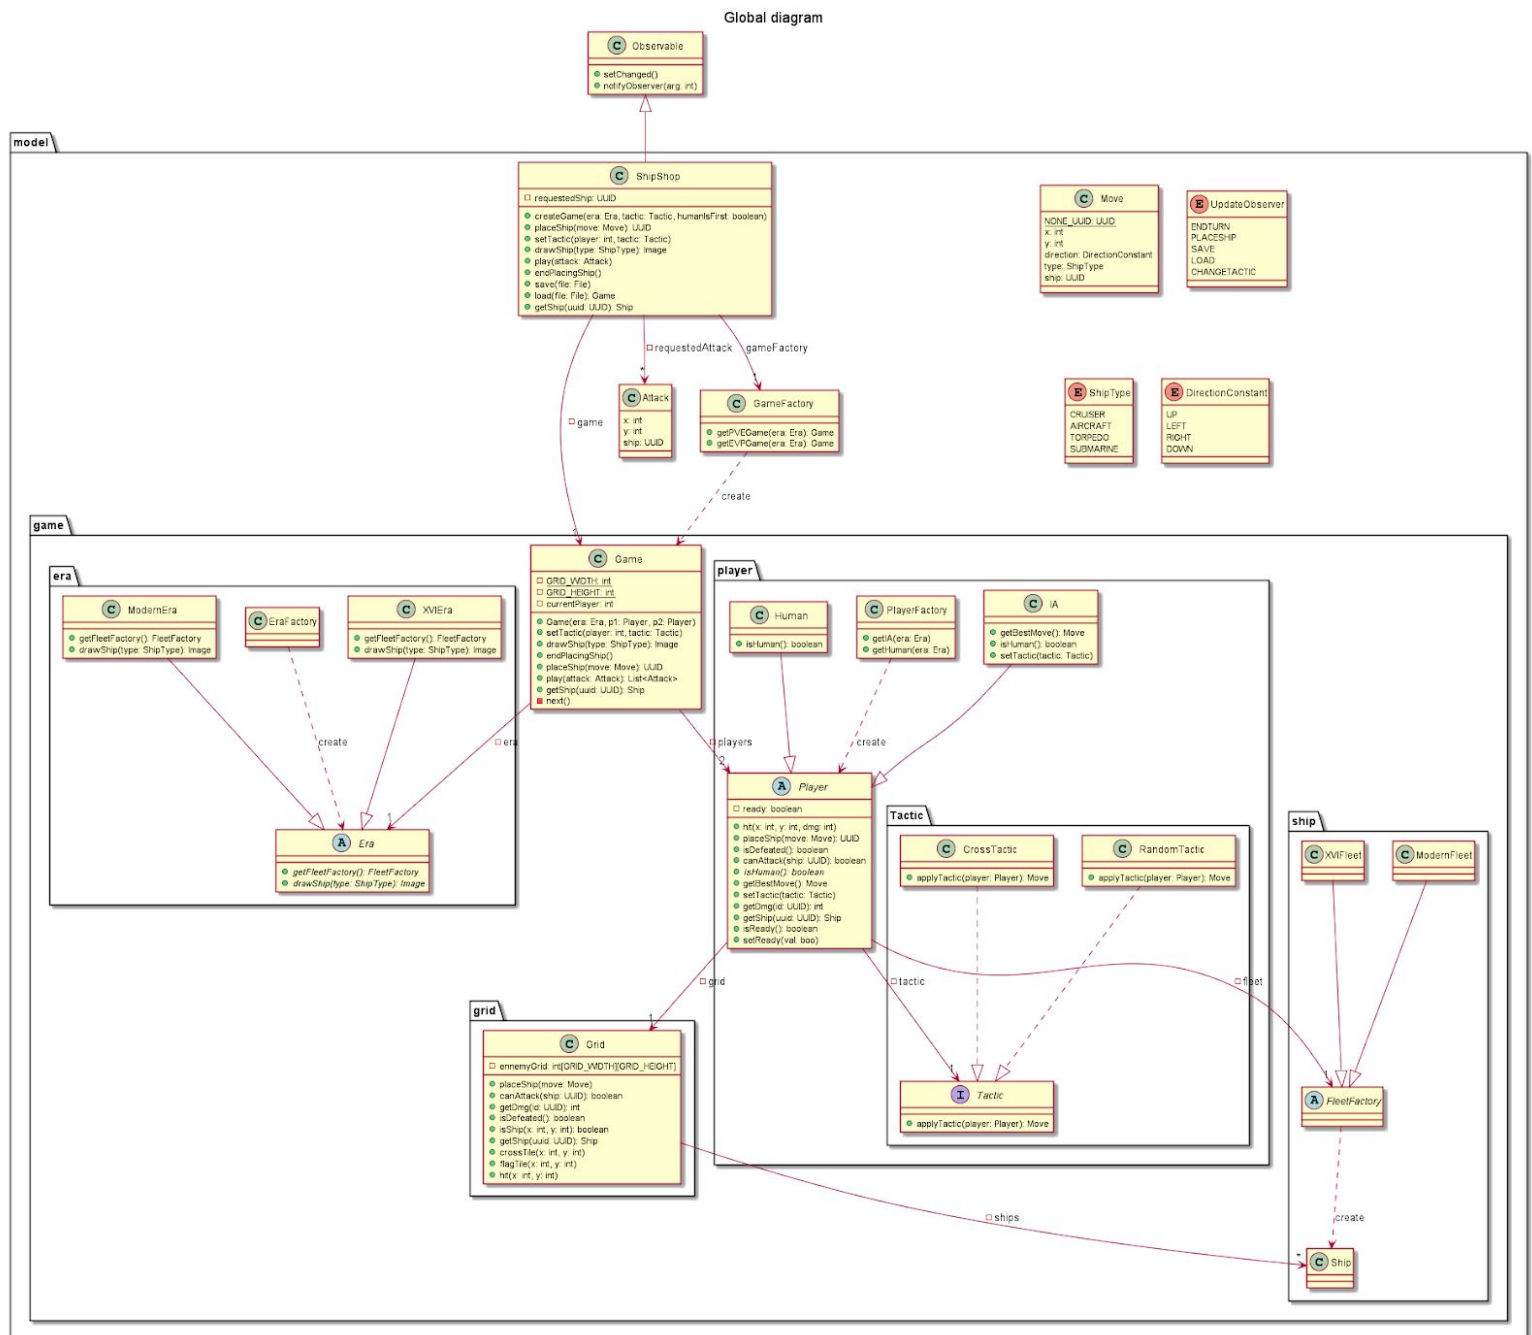 Global diagram
C Observable
setChanged()
notifyObserver(arg: int)
model
C ShipShop
requestedShip: UUID
createGame(era: Era, tactic: Tactic, humanIsFirst: boolean)
placeShip(move: Move): UUID
setTactic(player: int, tactic: Tactic)
drawShip(type: ShipType): Image
play(attack: Attack)
endPlacingShip()
save(file: File)
load(file: File): Game
getShip(uuid: UUID): Ship
C Move
NONE_UUID: UUID
x: int
y: int
direction: DirectionConstant
type: ShipType
ship: UUID
E UpdateObserver
ENDTURN
PLACESHIP
SAVE
LOAD
CHANGETACTIC
requestedAttack
*
gameFactory
1
game
1
C Attack
x: int
y: int
ship: UUID
C GameFactory
getPVEGame(era: Era): Game
getEVPGame(era: Era): Game
create
E ShipType
CRUISER
AIRCRAFT
TORPEDO
SUBMARINE
E DirectionConstant
UP
LEFT
RIGHT
DOWN
game
era
C ModernEra
getFleetFactory(): FleetFactory
drawShip(type: ShipType): Image
C EraFactory
C XVIEra
getFleetFactory(): FleetFactory
drawShip(type: ShipType): Image
create
era
1
A Era
getFleetFactory(): FleetFactory
drawShip(type: ShipType): Image
C Game
GRID_WIDTH: int
GRID_HEIGHT: int
currentPlayer: int
Game(era: Era, p1: Player, p2: Player)
setTactic(player: int, tactic: Tactic)
drawShip(type: ShipType): Image
endPlacingShip()
placeShip(move: Move): UUID
play(attack: Attack): List<Attack>
getShip(uuid: UUID): Ship
next()
players
2
player
C Human
isHuman(): boolean
C PlayerFactory
getIA(era: Era)
getHuman(era: Era)
C IA
getBestMove(): Move
isHuman(): boolean
setTactic(tactic: Tactic)
create
A Player
ready: boolean
hit(x: int, y: int, dmg: int)
placeShip(move: Move): UUID
isDefeated(): boolean
canAttack(ship: UUID): boolean
isHuman(): boolean
getBestMove(): Move
setTactic(tactic: Tactic)
getDmg(id: UUID): int
getShip(uuid: UUID): Ship
isReady(): boolean
setReady(val: boo)
Tactic
C CrossTactic
applyTactic(player: Player): Move
C RandomTactic
applyTactic(player: Player): Move
tactic
1
I Tactic
applyTactic(player: Player): Move
ship
C XVIFleet
C ModernFleet
fleet
1
A FleetFactory
create
C Ship
grid
1
grid
C Grid
ennemyGrid: int[GRID_WIDTH][GRID_HEIGHT]
placeShip(move: Move)
canAttack(ship: UUID): boolean
getDmg(id: UUID): int
isDefeated(): boolean
isShip(x: int, y: int): boolean
getShip(uuid: UUID): Ship
crossTile(x: int, y: int)
flagTile(x: int, y: int)
hit(x: int, y: int)
ships
*